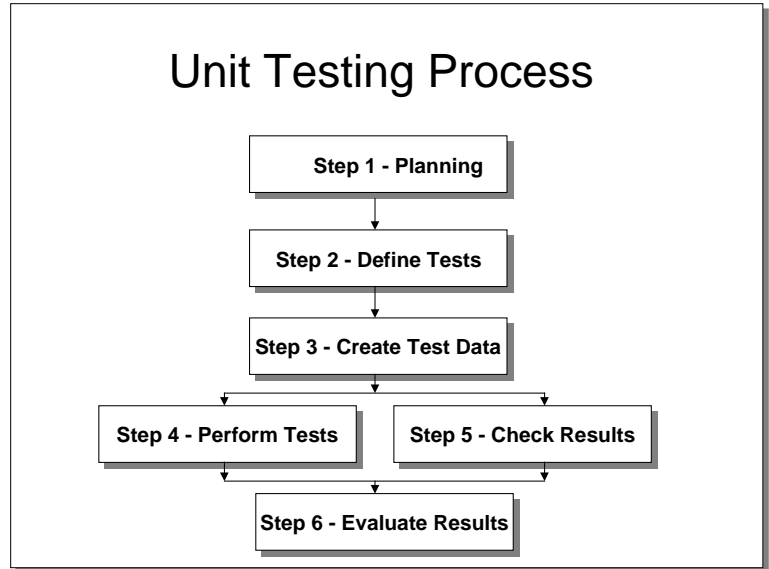 Unit Testing Process
Step 1 - Planning
Step 2 - Define Tests
Step 3 - Create Test Data
Step 4 - Perform Tests
Step 5 - Check Results
Step 6 - Evaluate Results